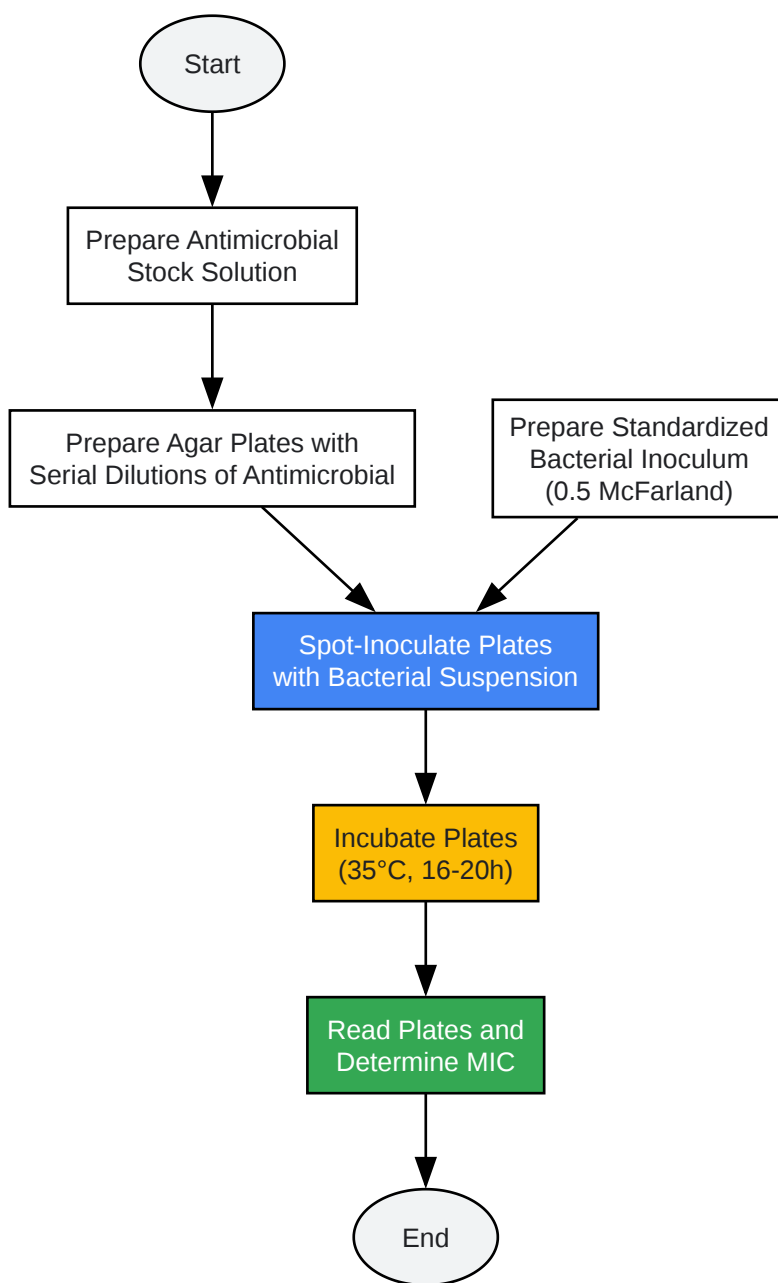 Start
Prepare Antimicrobial
Stock Solution
Prepare Agar Plates with
Serial Dilutions of Antimicrobial
Prepare Standardized
Bacterial Inoculum
(0.5 McFarland)
Spot-Inoculate Plates
with Bacterial Suspension
Incubate Plates
(35°C, 16-20h)
Read Plates and
Determine MIC
End